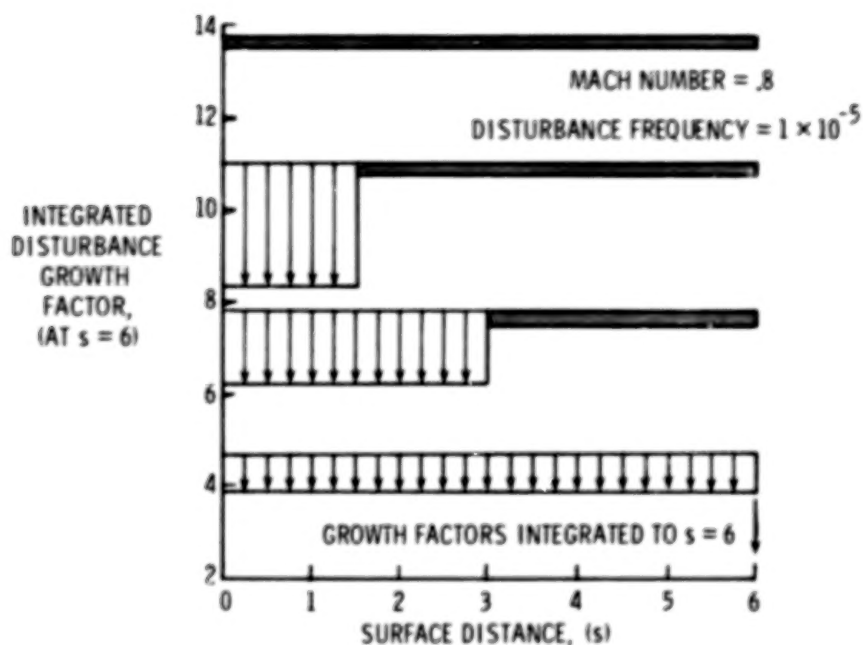 14
12
10
8
6
4
2
INTEGRATED
DISTURBANCE
GROWTH
FACTOR,
(AT s = 6)
MACH NUMBER = .8
DISTURBANCE FREQUENCY = 1 × 10⁻⁵
GROWTH FACTORS INTEGRATED TO s = 6
0 1 2 3 4 5 6
SURFACE DISTANCE, (s)